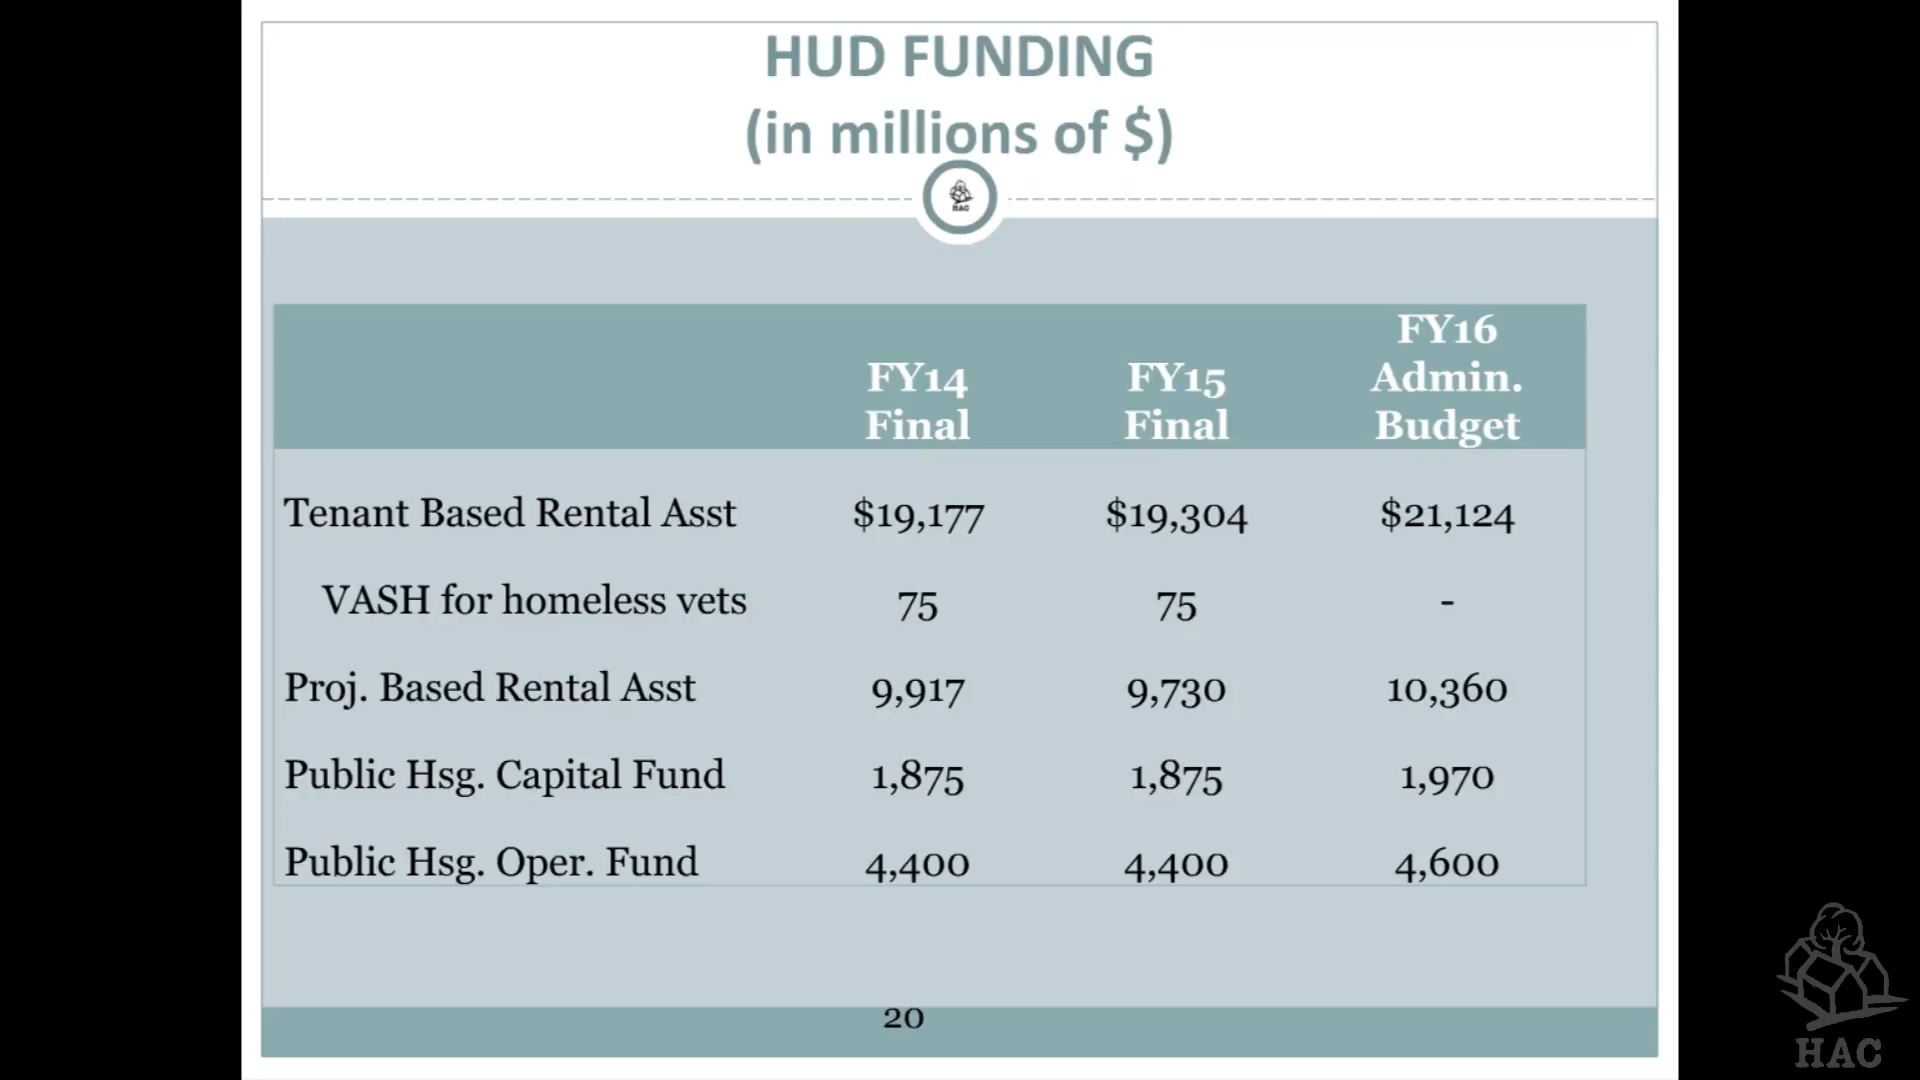 HUD FUNDING
(in millions of $)
HAC
FY14 Final FY15 Final FY16 Admin. Budget
Tenant Based Rental Asst $19,177 $19,304 $21,124
VASH for homeless vets 75 75 -
Proj. Based Rental Asst 9,917 9,730 10,360
Public Hsg. Capital Fund 1,875 1,875 1,970
Public Hsg. Oper. Fund 4,400 4,400 4,600
20
HAC